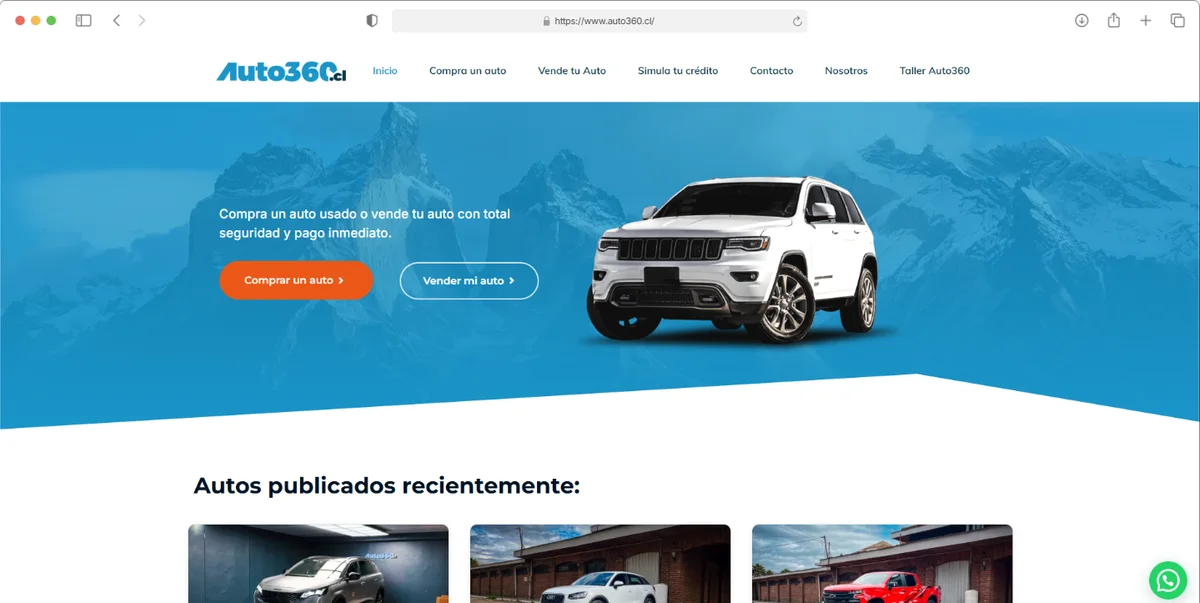 https://www.auto360.cl/
Auto360.cl
Inicio
Compra un auto
Vende tu Auto
Simula tu crédito
Contacto
Nosotros
Taller Auto360
Compra un auto usado o vende tu auto con total
seguridad y pago inmediato.
Comprar un auto
Vender mi auto
Autos publicados recientemente:
Auto360.cl